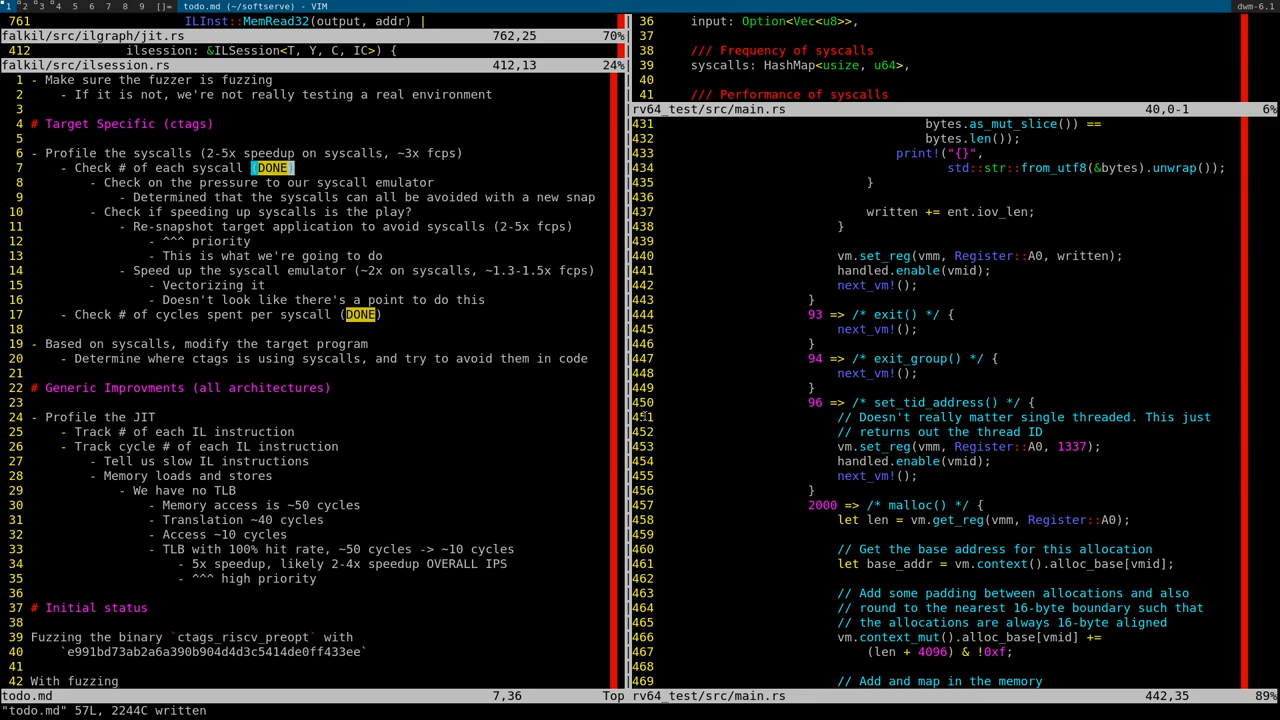 1 2 3 4 5 6 7 8 9 []= todo.md (~/softserve) - VIM dwm-6.1
761 ILInst::MemRead32(output, addr) |
falkil/src/ilgraph/jit.rs 762,25 70%
412 ilsession: &ILSession<T, Y, C, IC>) {
falkil/src/ilsession.rs 412,13 24%
1 - Make sure the fuzzer is fuzzing
2 - If it is not, we're not really testing a real environment
3
4 # Target Specific (ctags)
5
6 - Profile the syscalls (2-5x speedup on syscalls, ~3x fcps)
7 - Check # of each syscall (DONE)
8 - Check on the pressure to our syscall emulator
9 - Determined that the syscalls can all be avoided with a new snap
10 - Check if speeding up syscalls is the play?
11 - Re-snapshot target application to avoid syscalls (2-5x fcps)
12 - ^^^ priority
13 - This is what we're going to do
14 - Speed up the syscall emulator (~2x on syscalls, ~1.3-1.5x fcps)
15 - Vectorizing it
16 - Doesn't look like there's a point to do this
17 - Check # of cycles spent per syscall (DONE)
18
19 - Based on syscalls, modify the target program
20 - Determine where ctags is using syscalls, and try to avoid them in code
21
22 # Generic Improvments (all architectures)
23
24 - Profile the JIT
25 - Track # of each IL instruction
26 - Track cycle # of each IL instruction
27 - Tell us slow IL instructions
28 - Memory loads and stores
29 - We have no TLB
30 - Memory access is ~50 cycles
31 - Translation ~40 cycles
32 - Access ~10 cycles
33 - TLB with 100% hit rate, ~50 cycles -> ~10 cycles
34 - 5x speedup, likely 2-4x speedup OVERALL IPS
35 - ^^^ high priority
36
37 # Initial status
38
39 Fuzzing the binary `ctags_riscv_preopt` with
40 `e991bd73ab2a6a390b904d4d3c5414de0ff433ee`
41
42 With fuzzing
todo.md 7,36 Top
"todo.md" 57L, 2244C written
36 input: Option<Vec<u8>>,
37
38 /// Frequency of syscalls
39 syscalls: HashMap<usize, u64>,
40
41 /// Performance of syscalls
rv64_test/src/main.rs 40,0-1 6%
431 bytes.as_mut_slice()) ==
432 bytes.len());
433 print!("{}",
434 std::str::from_utf8(&bytes).unwrap());
435 }
436
437 written += ent.iov_len;
438 }
439
440 vm.set_reg(vmm, Register::A0, written);
441 handled.enable(vmid);
442 next_vm!();
443 }
444 93 => /* exit() */ {
445 next_vm!();
446 }
447 94 => /* exit_group() */ {
448 next_vm!();
449 }
450 96 => /* set_tid_address() */ {
451 // Doesn't really matter single threaded. This just
452 // returns out the thread ID
453 vm.set_reg(vmm, Register::A0, 1337);
454 handled.enable(vmid);
455 next_vm!();
456 }
457 2000 => /* malloc() */ {
458 let len = vm.get_reg(vmm, Register::A0);
459
460 // Get the base address for this allocation
461 let base_addr = vm.context().alloc_base[vmid];
462
463 // Add some padding between allocations and also
464 // round to the nearest 16-byte boundary such that
465 // the allocations are always 16-byte aligned
466 vm.context_mut().alloc_base[vmid] +=
467 (len + 4096) & !0xf;
468
469 // Add and map in the memory
rv64_test/src/main.rs 442,35 89%